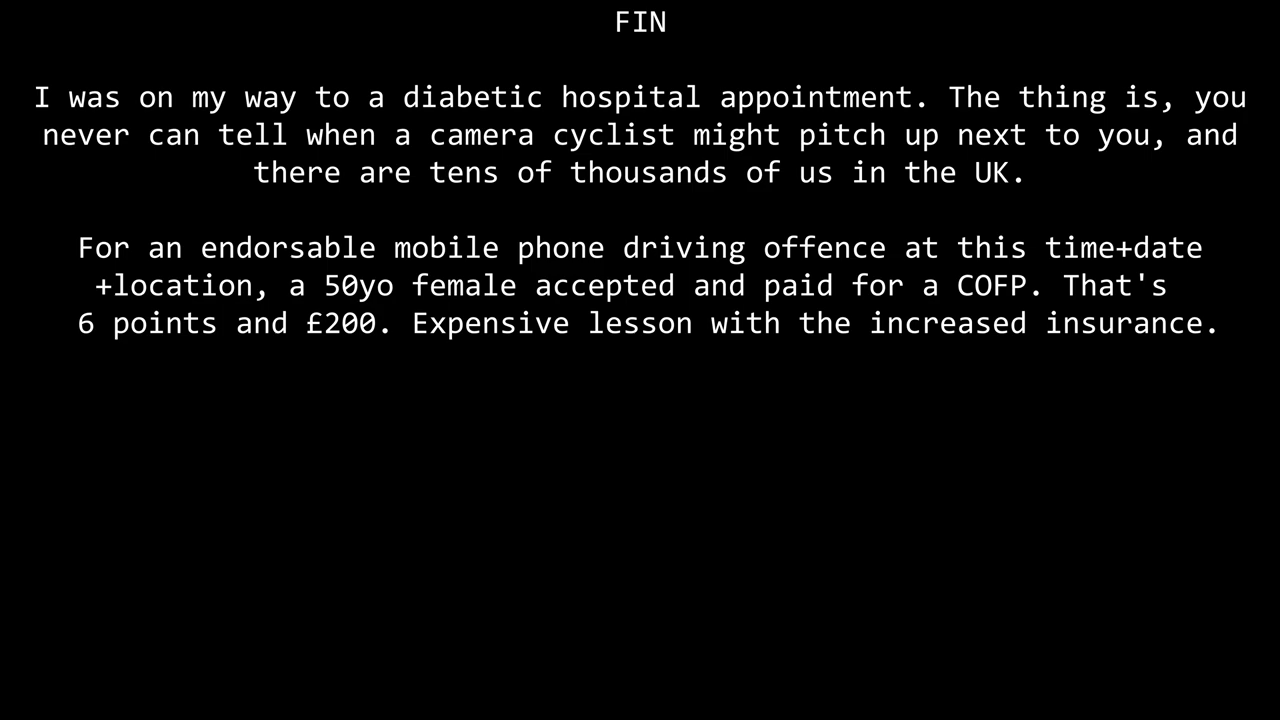 FIN
I was on my way to a diabetic hospital appointment. The thing is, you
never can tell when a camera cyclist might pitch up next to you, and
there are tens of thousands of us in the UK.
For an endorsable mobile phone driving offence at this time+date
+location, a 50yo female accepted and paid for a COFP. That's
6 points and £200. Expensive lesson with the increased insurance.